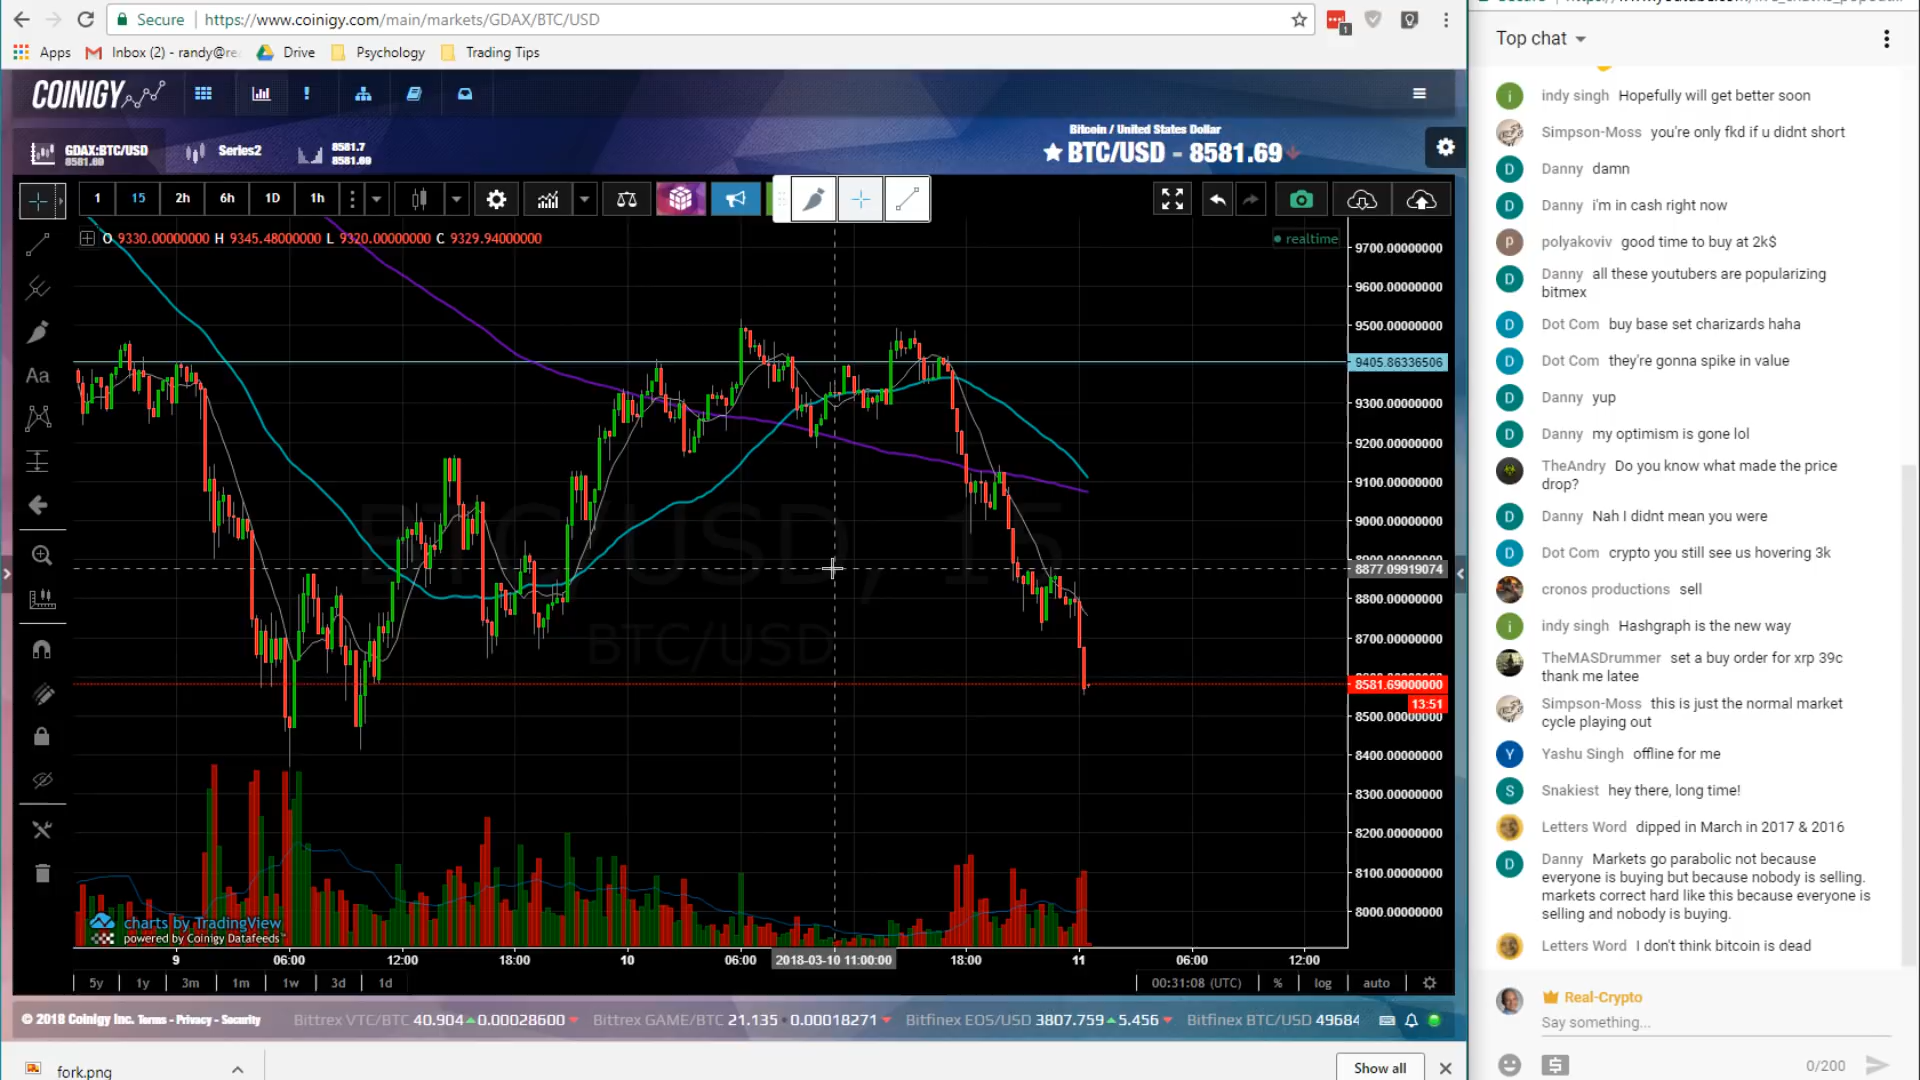 Secure https://www.coinigy.com/main/markets/GDAX/BTC/USD
Apps Inbox (2) - randy@re Drive Psychology Trading Tips
COINIGY
GDAX:BTC/USD
8581.69
Series2
8581.7
8581.69
Bitcoin / United States Dollar
BTC/USD - 8581.69
1 15 2h 6h 1D 1h
O 9330.00000000 H 9345.48000000 L 9320.00000000 C 9329.94000000
realtime
BTC/USD, 15
BTC/USD
9700.00000000
9600.00000000
9500.00000000
9405.86336506
9300.00000000
9200.00000000
9100.00000000
9000.00000000
8900.00000000
8877.09919074
8800.00000000
8700.00000000
8581.69000000
13:51
8500.00000000
8400.00000000
8300.00000000
8200.00000000
8100.00000000
8000.00000000
Aa
charts by TradingView
powered by Coinigy Datafeeds™
9 06:00 12:00 18:00 10 06:00 2018-03-10 11:00:00 18:00 11 06:00 12:00
5y 1y 3m 1m 1w 3d 1d 00:31:08 (UTC) % log auto
© 2018 Coinigy Inc. Terms - Privacy - Security
Bittrex VTC/BTC 40.904 0.00028600 Bittrex GAME/BTC 21.135 0.00018271 Bitfinex EOS/USD 3807.759 5.456 Bitfinex BTC/USD 49684
fork.png
Show all
Top chat
indy singh Hopefully will get better soon
Simpson-Moss you're only fkd if u didnt short
Danny damn
Danny i'm in cash right now
polyakoviv good time to buy at 2k$
Danny all these youtubers are popularizing
bitmex
Dot Com buy base set charizards haha
Dot Com they're gonna spike in value
Danny yup
Danny my optimism is gone lol
TheAndry Do you know what made the price
drop?
Danny Nah I didnt mean you were
Dot Com crypto you still see us hovering 3k
cronos productions sell
indy singh Hashgraph is the new way
TheMASDrummer set a buy order for xrp 39c
thank me latee
Simpson-Moss this is just the normal market
cycle playing out
Yashu Singh offline for me
Snakiest hey there, long time!
Letters Word dipped in March in 2017 & 2016
Danny Markets go parabolic not because
everyone is buying but because nobody is selling.
markets correct hard like this because everyone is
selling and nobody is buying.
Letters Word I don't think bitcoin is dead
Real-Crypto
Say something...
0/200